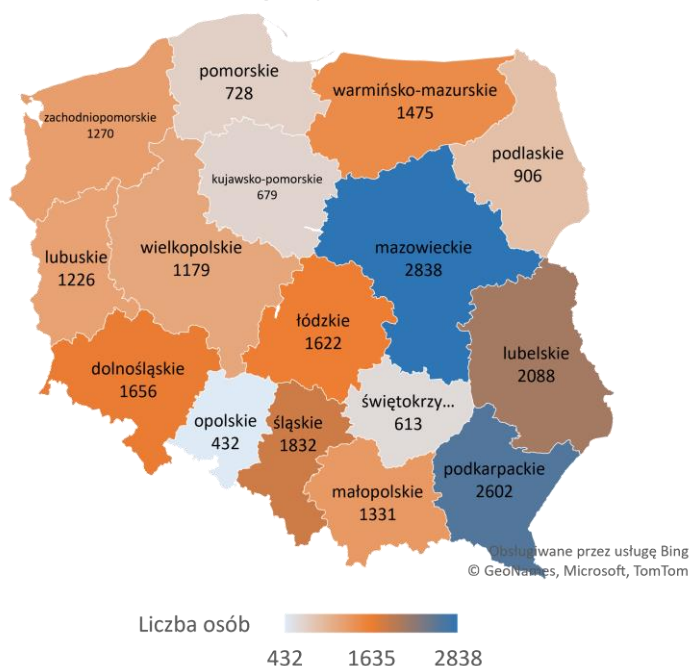 pomorskie
728
warmińsko-mazurskie
1475
zachodniopomorskie
1270
podlaskie
906
kujawsko-pomorskie
679
wielkopolskie
1179
mazowieckie
2838
lubuskie
1226
łódzkie
1622
lubelskie
2088
dolnośląskie
1656
opolskie
432
śląskie
1832
świętokrzy...
613
podkarpackie
2602
małopolskie
1331
Obsługiwane przez usługę Bing
© GeoNames, Microsoft, TomTom
Liczba osób
432 1635 2838